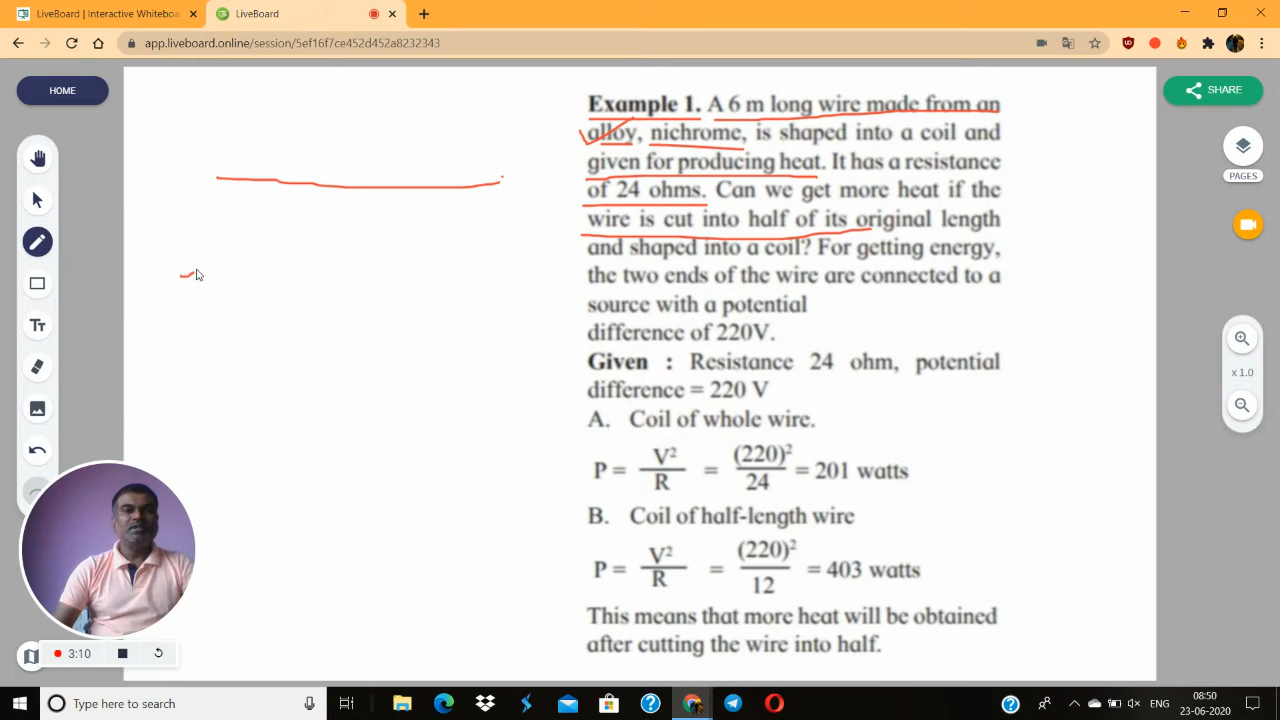 LiveBoard | Interactive Whiteboa
LiveBoard
app.liveboard.online/session/5ef16f7ce452d452a8232343
HOME
SHARE
PAGES
Tт
x 1.0
Example 1. A 6 m long wire made from an
alloy, nichrome, is shaped into a coil and
given for producing heat. It has a resistance
of 24 ohms. Can we get more heat if the
wire is cut into half of its original length
and shaped into a coil? For getting energy,
the two ends of the wire are connected to a
source with a potential
difference of 220V.
Given : Resistance 24 ohm, potential
difference = 220 V
A. Coil of whole wire.
P = V² / R = (220)² / 24 = 201 watts
B. Coil of half-length wire
P = V² / R = (220)² / 12 = 403 watts
This means that more heat will be obtained
after cutting the wire into half.
3:10
Type here to search
ENG
08:50
23-06-2020